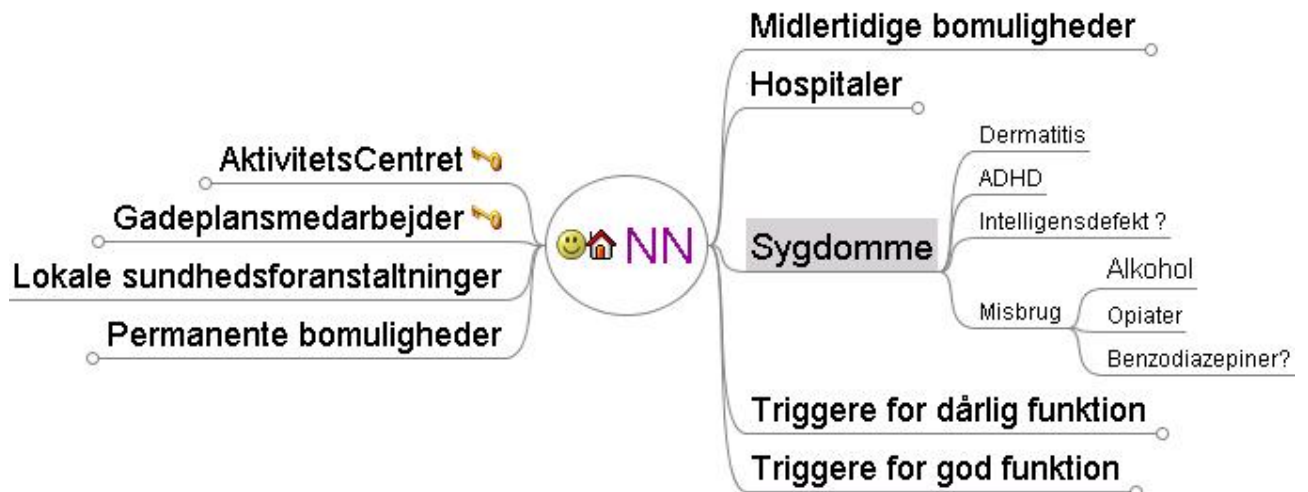 Midlertidige bomuligheder
Hospitaler
AktivitetsCentret
Gadeplansmedarbejder
Lokale sundhedsforanstaltninger
Permanente bomuligheder
NN
Sygdomme
Dermatitis
ADHD
Intelligensdefekt ?
Misbrug
Alkohol
Opiater
Benzodiazepiner?
Triggere for dårlig funktion
Triggere for god funktion